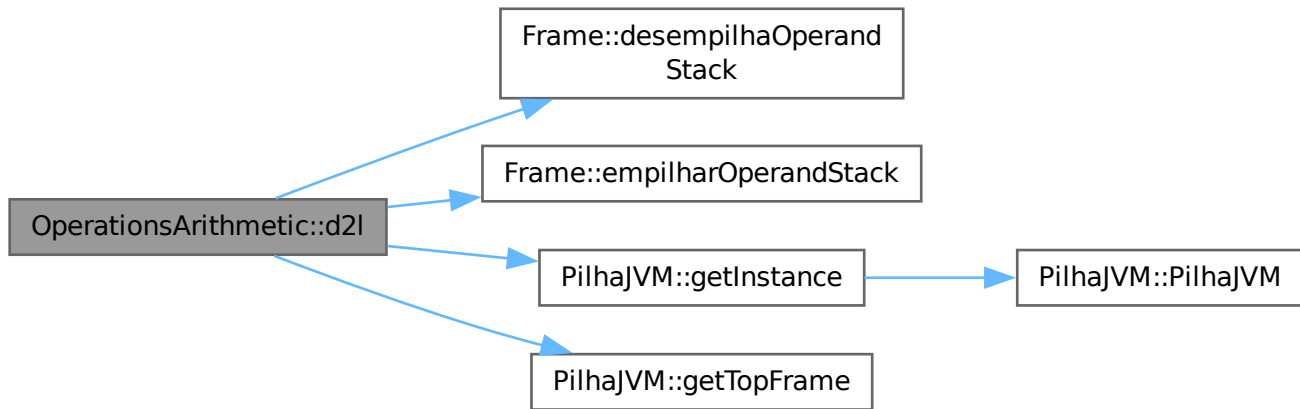 Frame::desempilhaOperand
Stack
Frame::empilharOperandStack
OperationsArithmetic::d2l
PilhaJVM::getInstance
PilhaJVM::PilhaJVM
PilhaJVM::getTopFrame